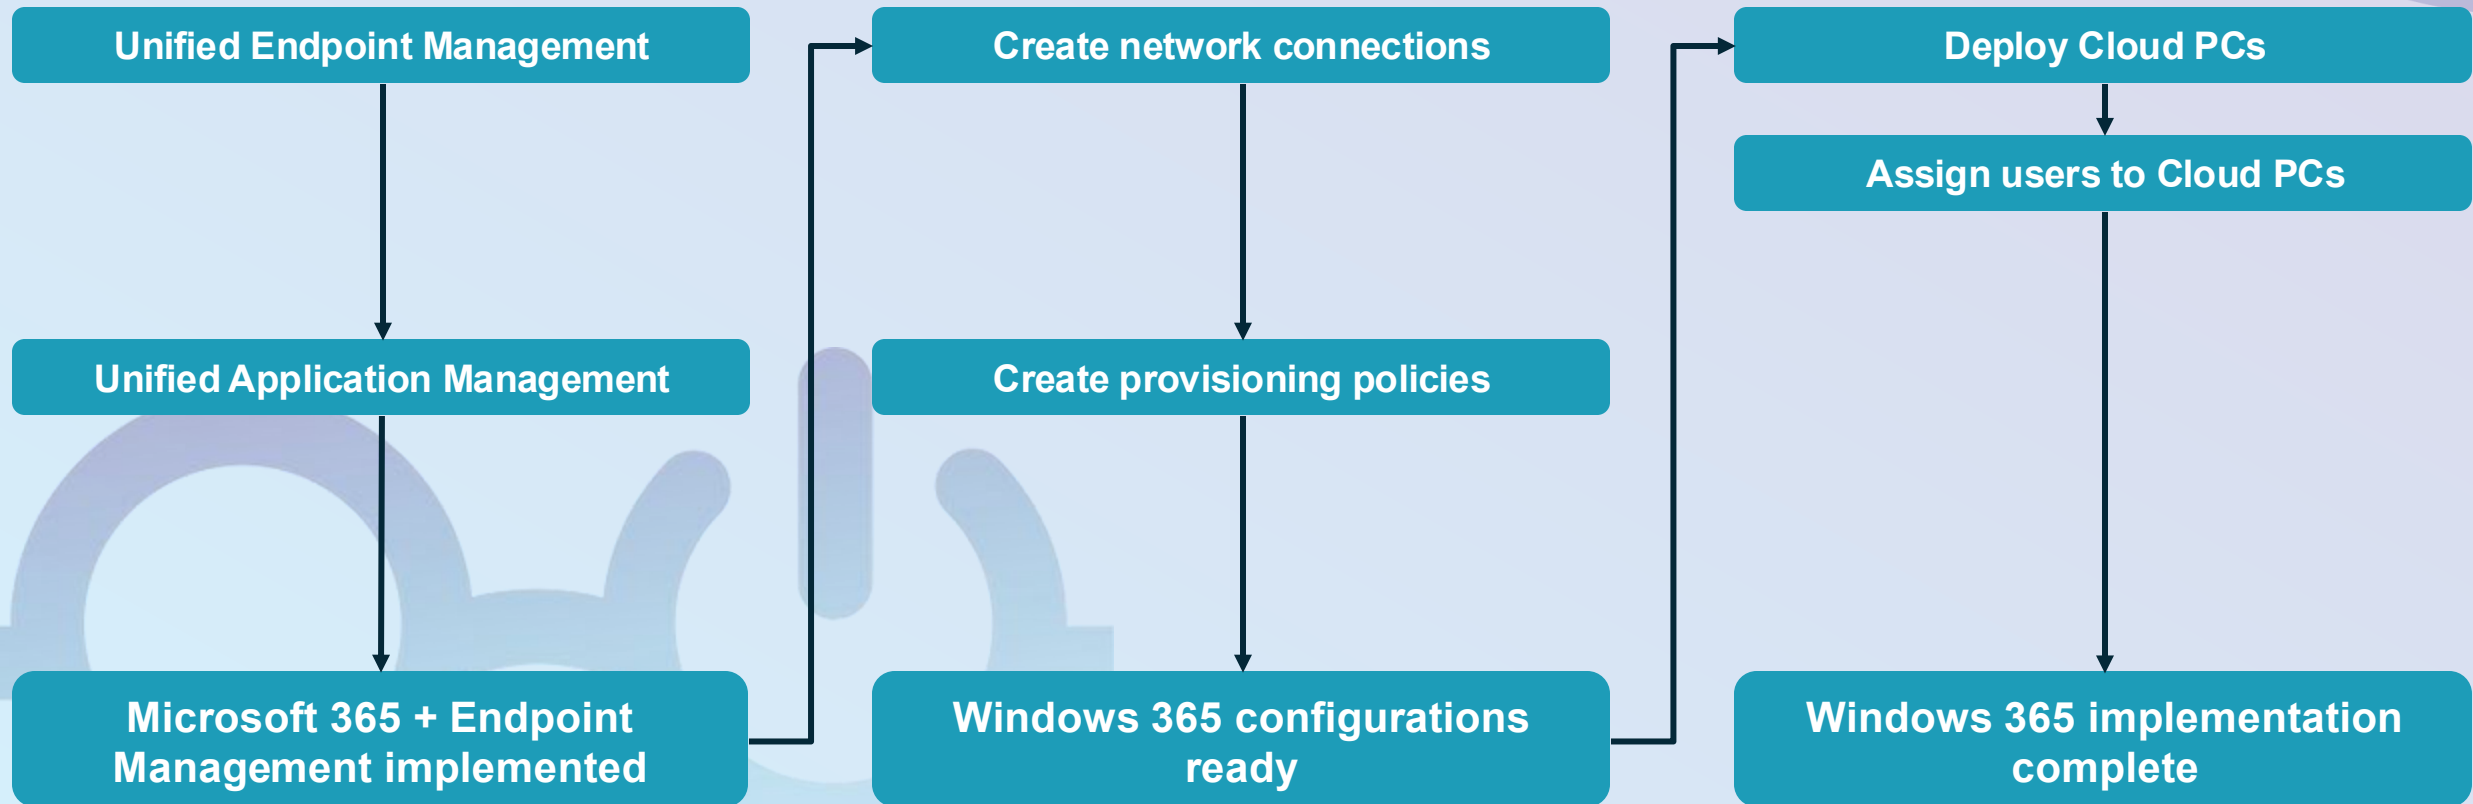 Unified Endpoint Management
Unified Application Management
Microsoft 365 + Endpoint
Management implemented
Create network connections
Create provisioning policies
Windows 365 configurations
ready
Deploy Cloud PCs
Assign users to Cloud PCs
Windows 365 implementation
complete